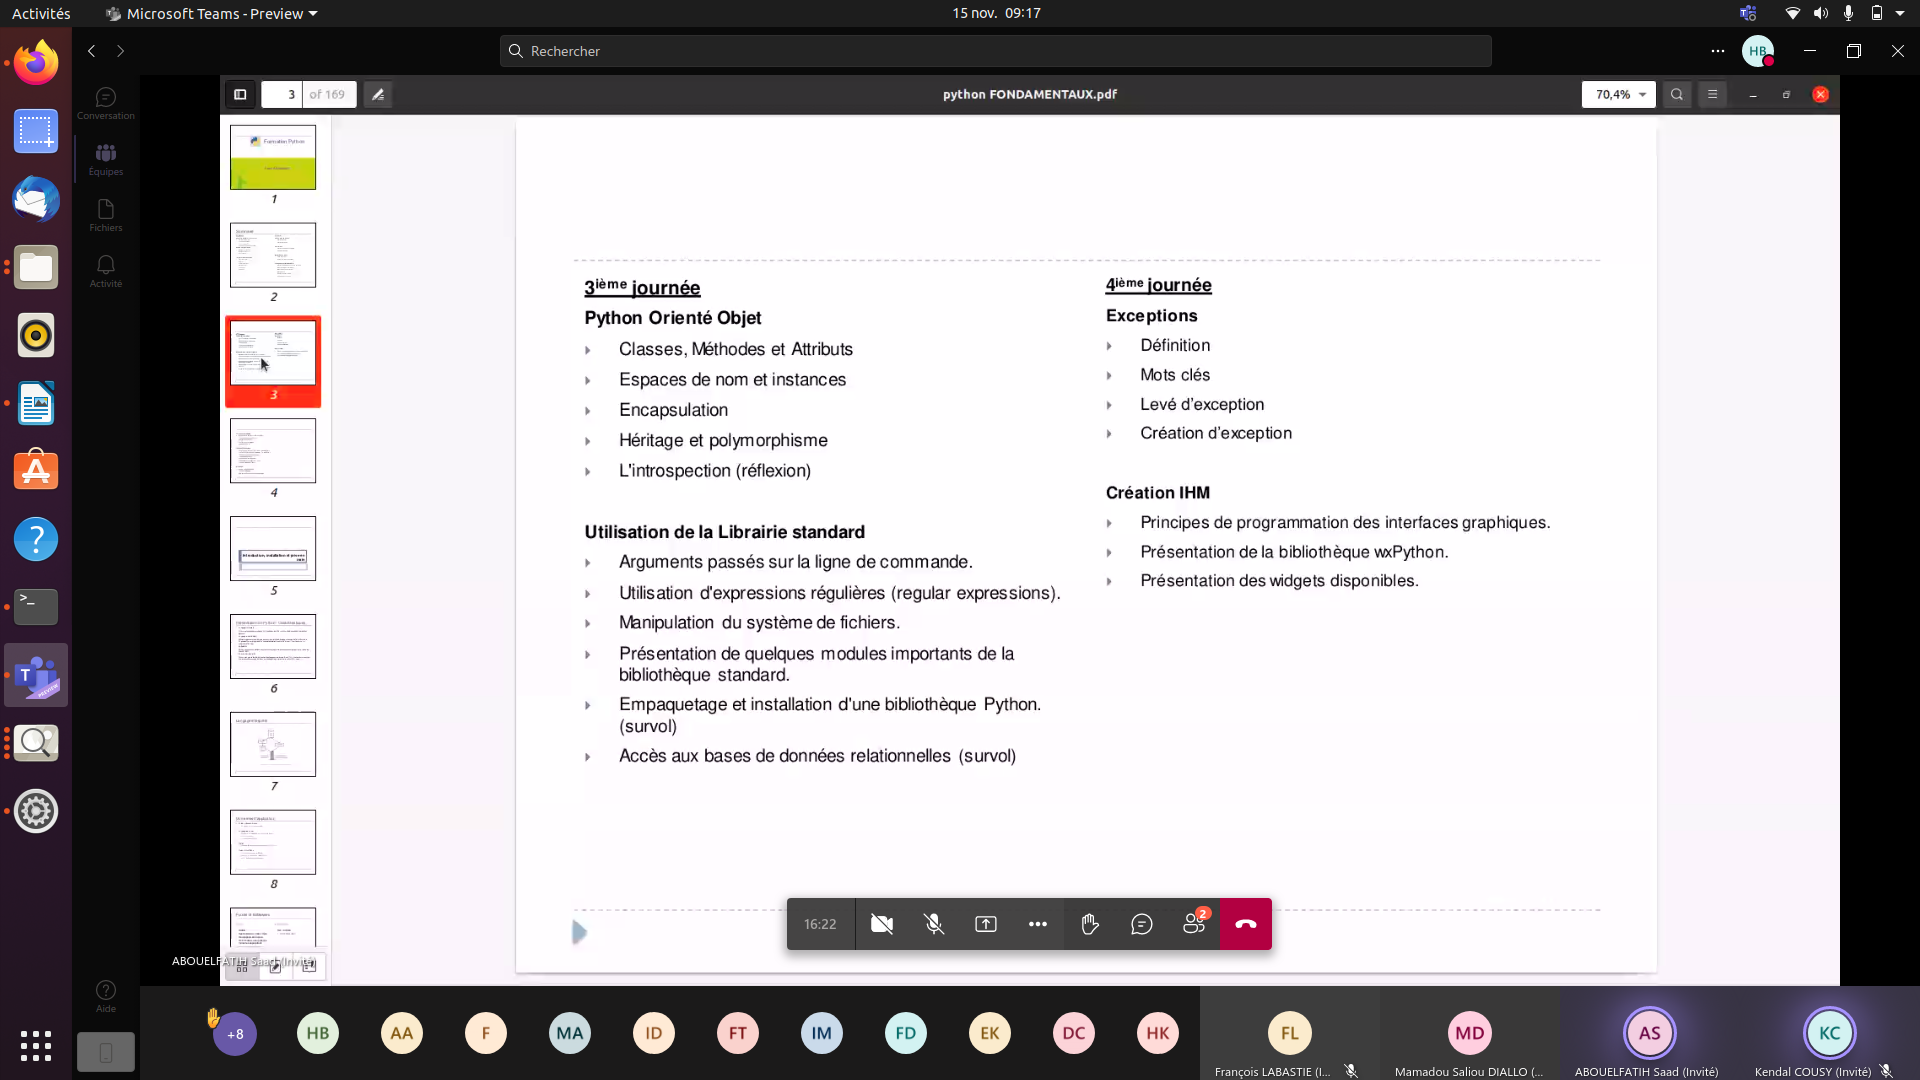 Activités
Microsoft Teams - Preview
15 nov.  09:17
Rechercher
HB
Conversation
Équipes
Fichiers
Activité
Aide
3 of 169
python FONDAMENTAUX.pdf
70,4%
Formation Python
1
2
3
4
5
6
7
8
3ième journée
Python Orienté Objet
Classes, Méthodes et Attributs
Espaces de nom et instances
Encapsulation
Héritage et polymorphisme
L'introspection (réflexion)
Utilisation de la Librairie standard
Arguments passés sur la ligne de commande.
Utilisation d'expressions régulières (regular expressions).
Manipulation du système de fichiers.
Présentation de quelques modules importants de la
bibliothèque standard.
Empaquetage et installation d'une bibliothèque Python.
(survol)
Accès aux bases de données relationnelles (survol)
4ième journée
Exceptions
Définition
Mots clés
Levé d'exception
Création d'exception
Création IHM
Principes de programmation des interfaces graphiques.
Présentation de la bibliothèque wxPython.
Présentation des widgets disponibles.
16:22
2
ABOUELFATIH Saad (Invité)
+8
HB
AA
F
MA
ID
FT
IM
FD
EK
DC
HK
FL
François LABASTIE (I...
MD
Mamadou Saliou DIALLO (...
AS
ABOUELFATIH Saad (Invité)
KC
Kendal COUSY (Invité)